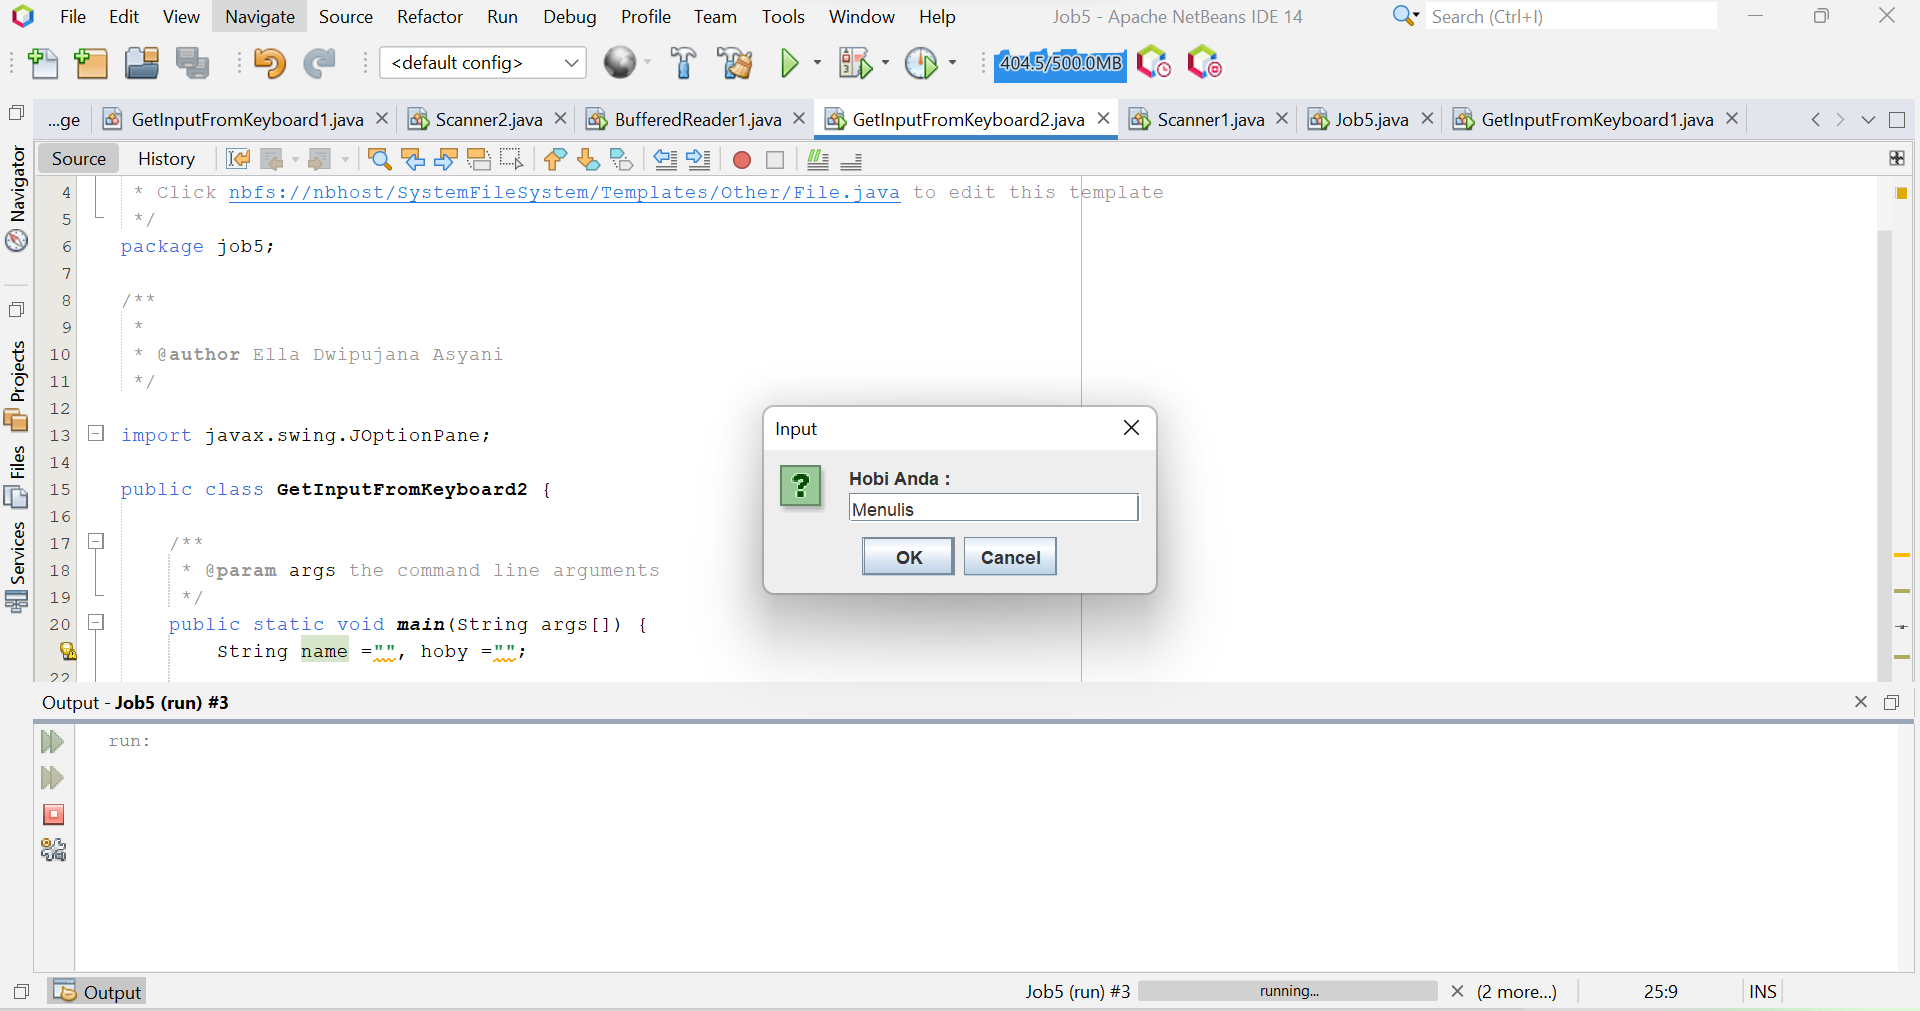 File Edit View Navigate Source Refactor Run Debug Profile Team Tools Window Help Job5 - Apache NetBeans IDE 14 Search (Ctrl+I)
<default config> 404.5/500.0MB
...ge GetInputFromKeyboard1.java Scanner2.java BufferedReader1.java GetInputFromKeyboard2.java Scanner1.java Job5.java GetInputFromKeyboard1.java
Source History
Navigator
Projects
Files
Services
4 * Click nbfs://nbhost/SystemFileSystem/Templates/Other/File.java to edit this template
5 */
6 package job5;
7
8 /**
9 *
10 * @author Ella Dwipujana Asyani
11 */
12
13 import javax.swing.JOptionPane;
14
15 public class GetInputFromKeyboard2 {
16
17 /**
18 * @param args the command line arguments
19 */
20 public static void main(String args[]) {
String name ="", hoby ="";
22
Input
Hobi Anda :
Menulis
OK Cancel
Output - Job5 (run) #3
run:
Output Job5 (run) #3 running... (2 more...) 25:9 INS